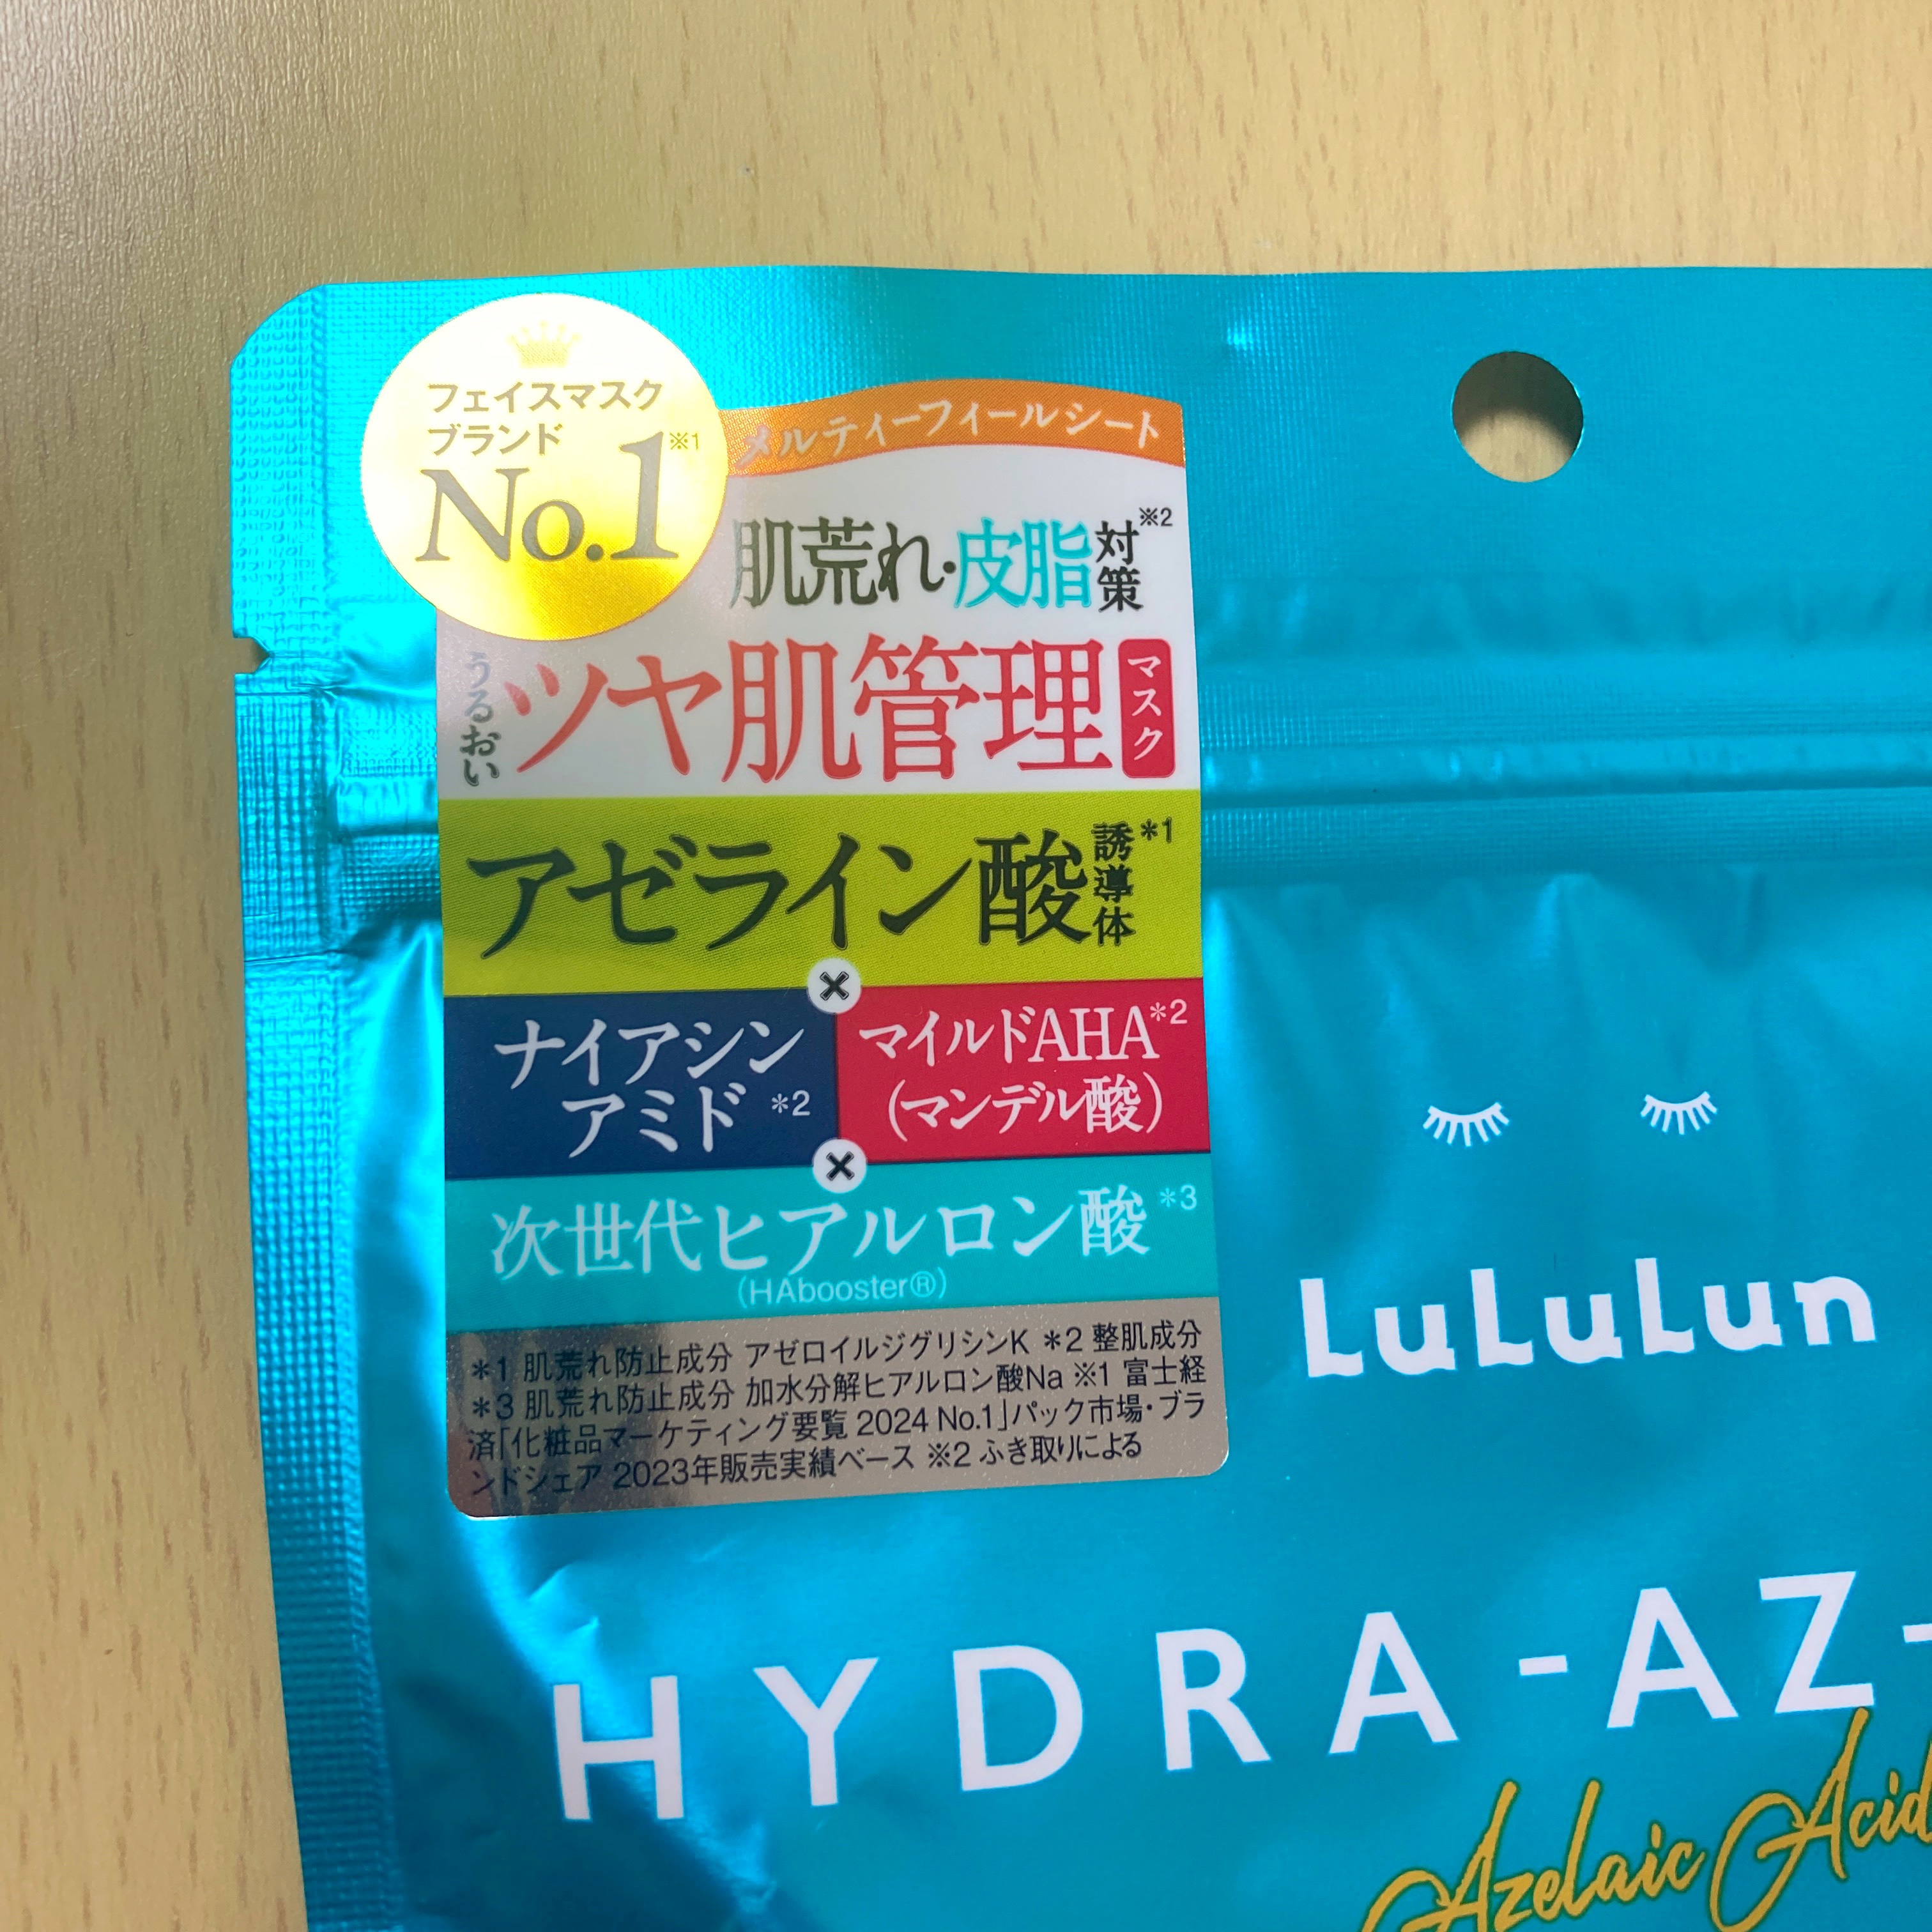 フェイスマスク
ブランド
No.1※1
メルティーフィールシート
肌荒れ・皮脂対策※2
うるおいツヤ肌管理マスク
アゼライン酸誘導体*1
×
ナイアシン
アミド*2
マイルドAHA*2
(マンデル酸)
×
次世代ヒアルロン酸*3
(HAbooster®)
*1 肌荒れ防止成分 アゼロイルジグリシンK *2 整肌成分
*3 肌荒れ防止成分 加水分解ヒアルロン酸Na ※1 富士経
済「化粧品マーケティング要覧 2024 No.1」パック市場・ブラ
ンドシェア 2023年販売実績ベース ※2 ふき取りによる
LuLuLun
HYDRA-AZ-
Azelaic Acid